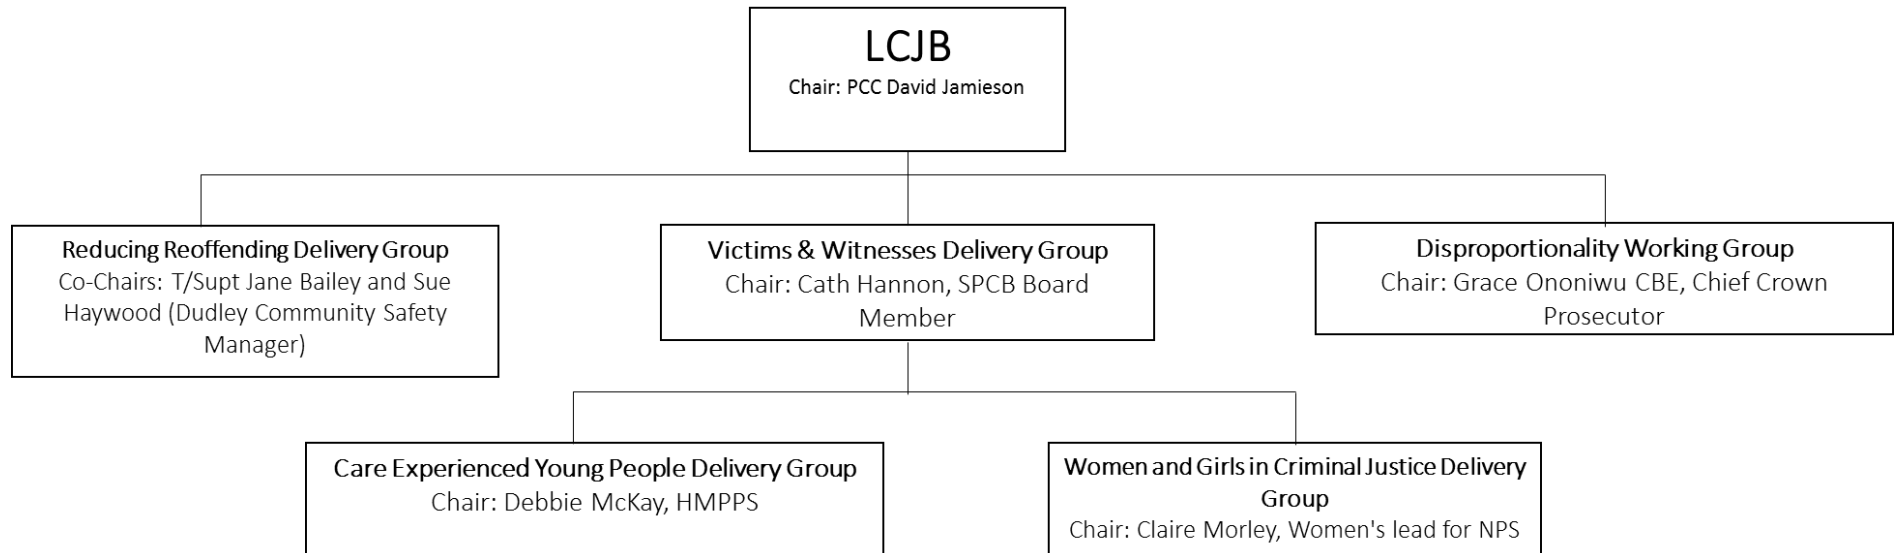 LCJB
Chair: PCC David Jamieson
Reducing Reoffending Delivery Group
Co-Chairs: T/Supt Jane Bailey and Sue
Haywood (Dudley Community Safety
Manager)
Victims & Witnesses Delivery Group
Chair: Cath Hannon, SPCB Board
Member
Disproportionality Working Group
Chair: Grace Ononiwu CBE, Chief Crown
Prosecutor
Care Experienced Young People Delivery Group
Chair: Debbie McKay, HMPPS
Women and Girls in Criminal Justice Delivery
Group
Chair: Claire Morley, Women's lead for NPS